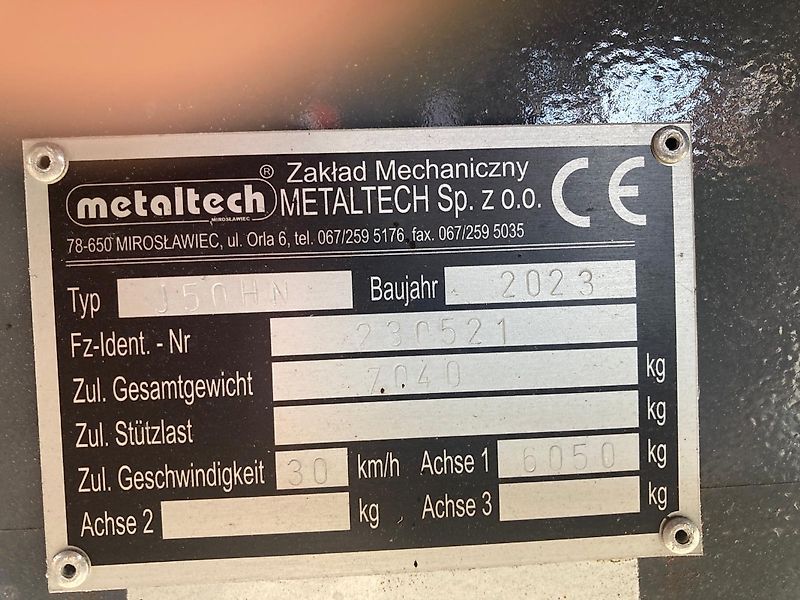 metaltech®
MIROSŁAWIEC
Zakład Mechaniczny
METALTECH Sp. z o.o.
CE
78-650 MIROSŁAWIEC, ul. Orla 6, tel. 067/259 5176, fax. 067/259 5035
Typ J50HN Baujahr 2023
Fz-Ident. - Nr 230521
Zul. Gesamtgewicht 7040 kg
Zul. Stützlast kg
Zul. Geschwindigkeit 30 km/h Achse 1 6050 kg
Achse 2 kg Achse 3 kg